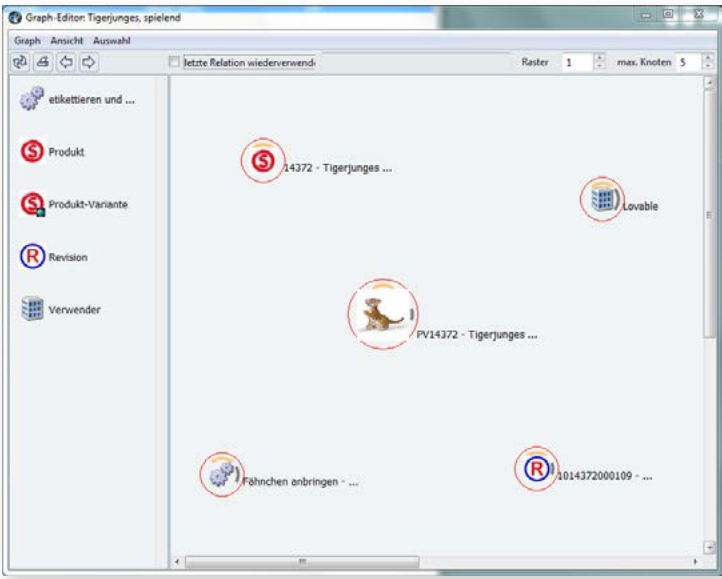 Graph-Editor: Tigerjunges, spielend
Graph Ansicht Auswahl
letzte Relation wiederverwend Raster 1 max. Knoten 5
etikettieren und ...
Produkt
Produkt-Variante
Revision
Verwender
S
S
R
S
14372 - Tigerjunges ...
Lovable
PV14372 - Tigerjunges ...
Fähnchen anbringen - ...
R
1014372000109 - ...